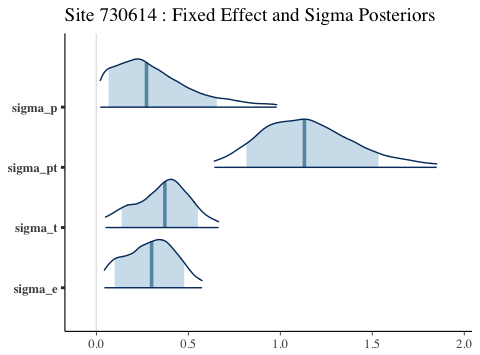 Site 730614 : Fixed Effect and Sigma Posteriors
sigma_p
sigma_pt
sigma_t
sigma_e
0.0 0.5 1.0 1.5 2.0